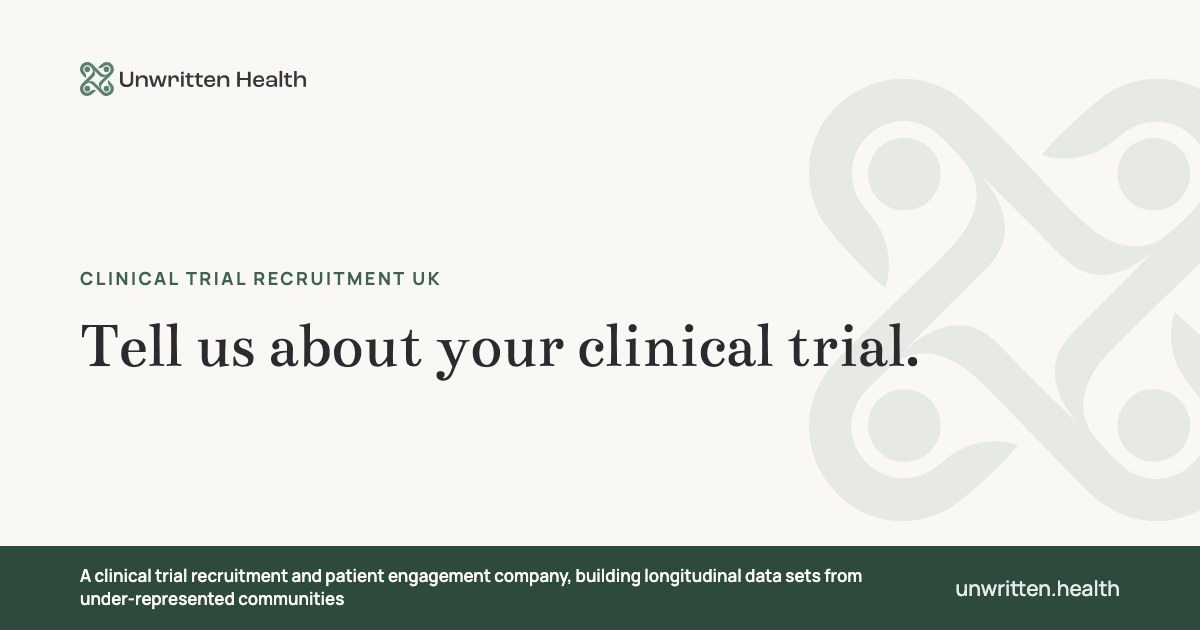 Unwritten Health
CLINICAL TRIAL RECRUITMENT UK
Tell us about your clinical trial.
A clinical trial recruitment and patient engagement company, building longitudinal data sets from
under-represented communities
unwritten.health